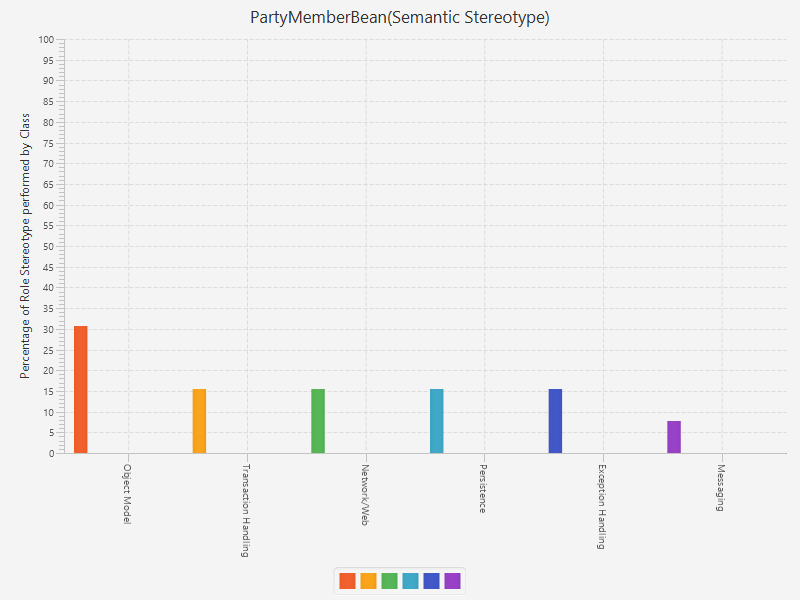 PartyMemberBean(Semantic Stereotype)
Percentage of Role Stereotype performed by Class
100
95
90
85
80
75
70
65
60
55
50
45
40
35
30
25
20
15
10
5
0
Object Model
Transaction Handling
Network/Web
Persistence
Exception Handling
Messaging